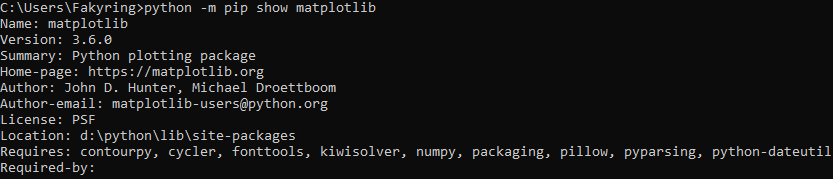 C:\Users\Fakyring>python -m pip show matplotlib
Name: matplotlib
Version: 3.6.0
Summary: Python plotting package
Home-page: https://matplotlib.org
Author: John D. Hunter, Michael Droettboom
Author-email: matplotlib-users@python.org
License: PSF
Location: d:\python\lib\site-packages
Requires: contourpy, cycler, fonttools, kiwisolver, numpy, packaging, pillow, pyparsing, python-dateutil
Required-by: